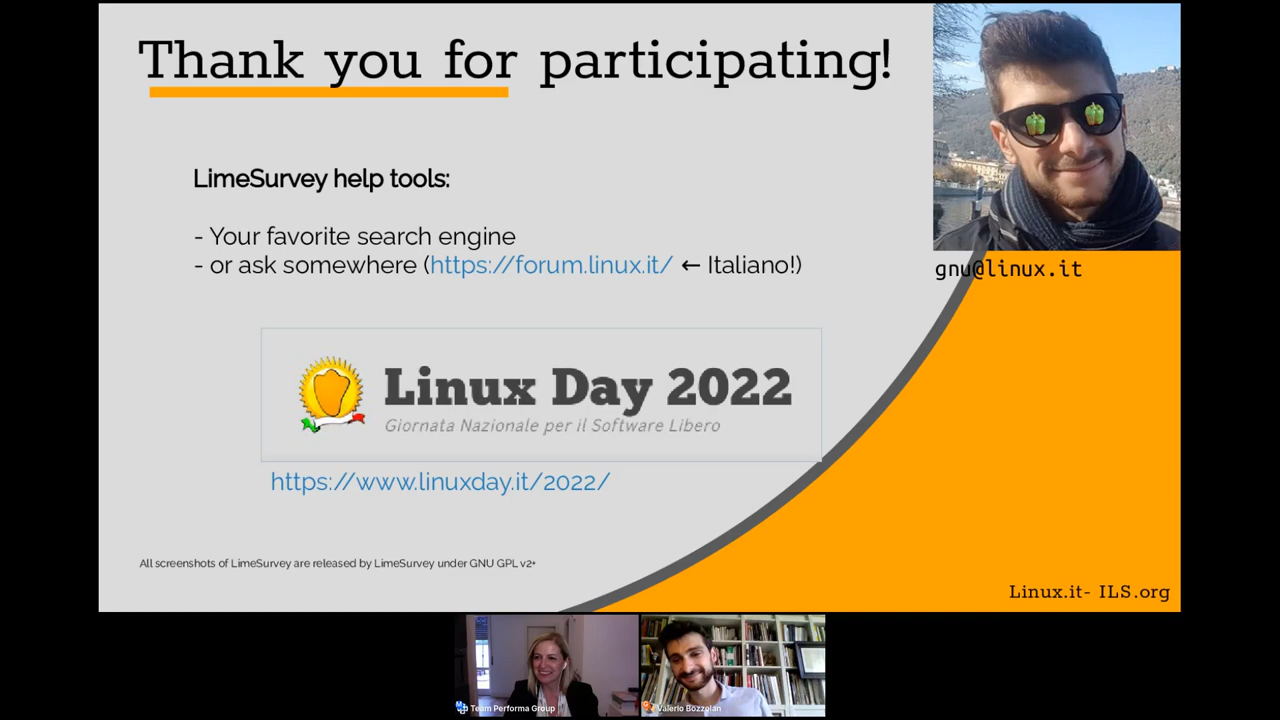 Thank you for participating!
LimeSurvey help tools:
- Your favorite search engine
- or ask somewhere (https://forum.linux.it/ ← Italiano!)
gnu@linux.it
Linux Day 2022
Giornata Nazionale per il Software Libero
https://www.linuxday.it/2022/
All screenshots of LimeSurvey are released by LimeSurvey under GNU GPL v2+
Linux.it- ILS.org
Team Performa Group
Valerio Bozzolan